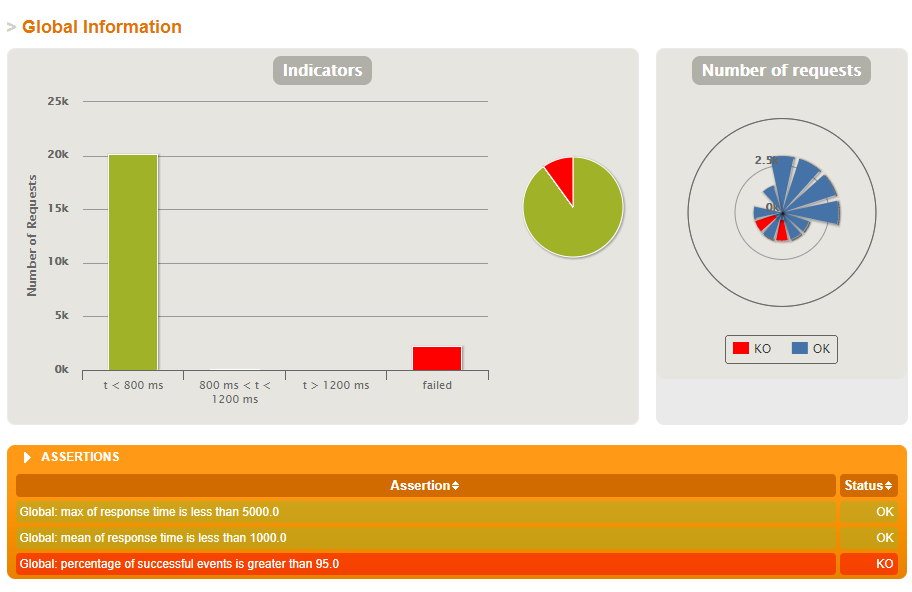 > Global Information
Indicators
Number of requests
Number of Requests
25k
20k
15k
10k
5k
0k
t < 800 ms
800 ms < t <
1200 ms
t > 1200 ms
failed
2.5k
0k
KO
OK
ASSERTIONS
Assertion Status
Global: max of response time is less than 5000.0 OK
Global: mean of response time is less than 1000.0 OK
Global: percentage of successful events is greater than 95.0 KO